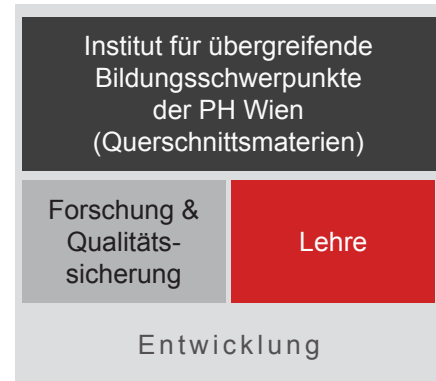 Institut für übergreifende
Bildungsschwerpunkte
der PH Wien
(Querschnittsmaterien)
Forschung &
Qualitäts-
sicherung
Lehre
Entwicklung